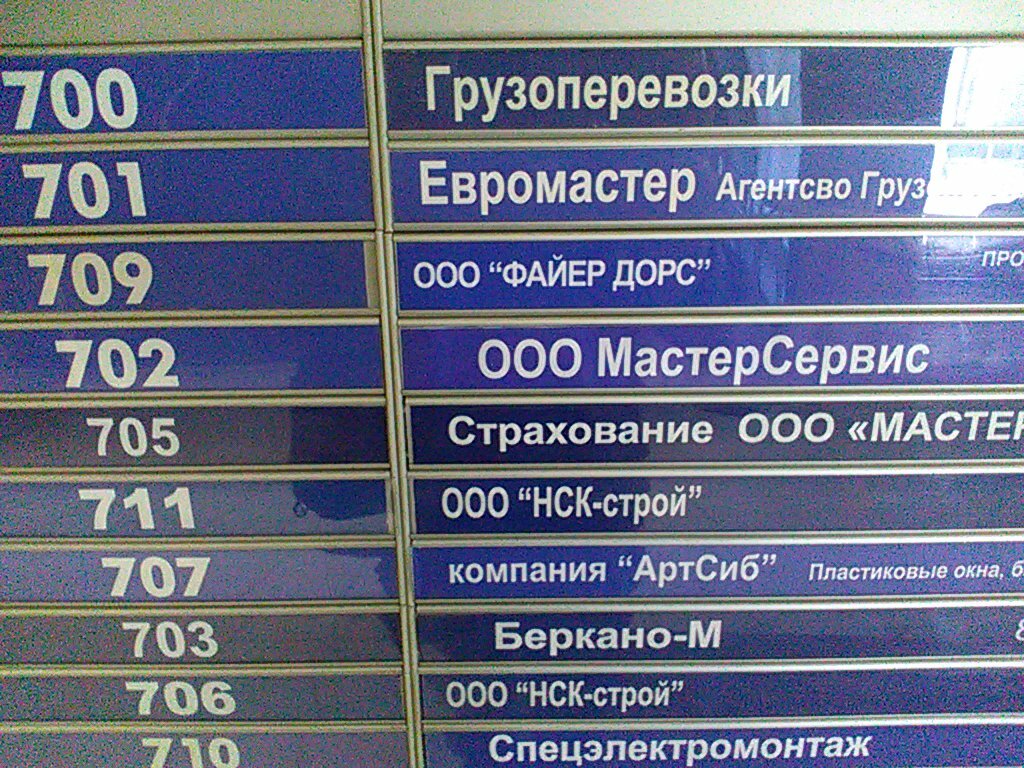 700 Грузоперевозки
701 Евромастер Агентсво
709 ООО “ФАЙЕР ДОРС”
702 ООО МастерСервис
705 Страхование ООО
711 ООО “НСК-строй”
707 компания “АртСиб” Пластиковые окна,
703 Беркано-М
706 ООО “НСК-строй”
710 Спецэлектромонтаж